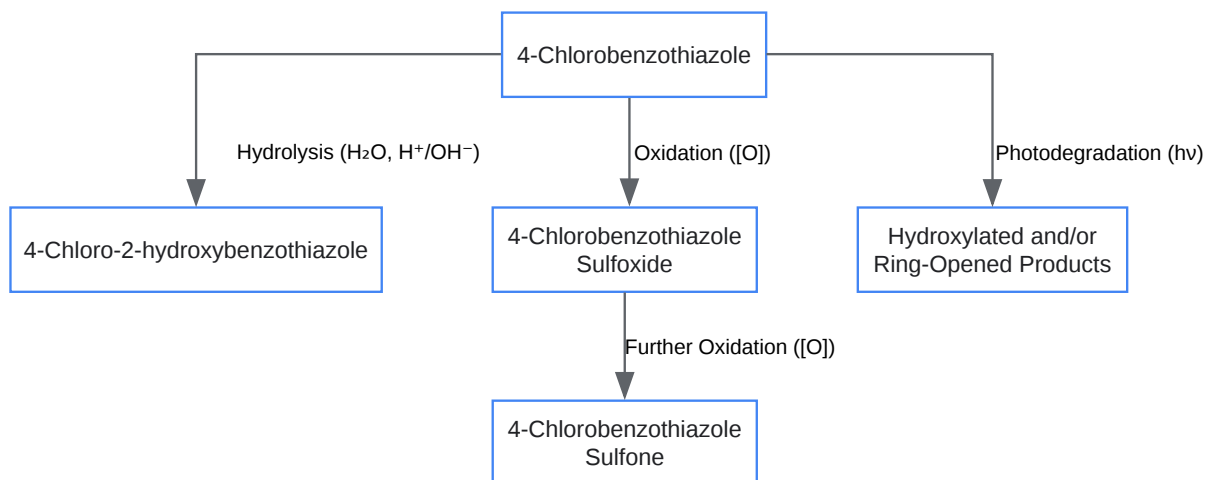 4-Chlorobenzothiazole
Hydrolysis (H₂O, H⁺/OH⁻)
Oxidation ([O])
Photodegradation (hν)
4-Chloro-2-hydroxybenzothiazole
4-Chlorobenzothiazole
Sulfoxide
Hydroxylated and/or
Ring-Opened Products
Further Oxidation ([O])
4-Chlorobenzothiazole
Sulfone